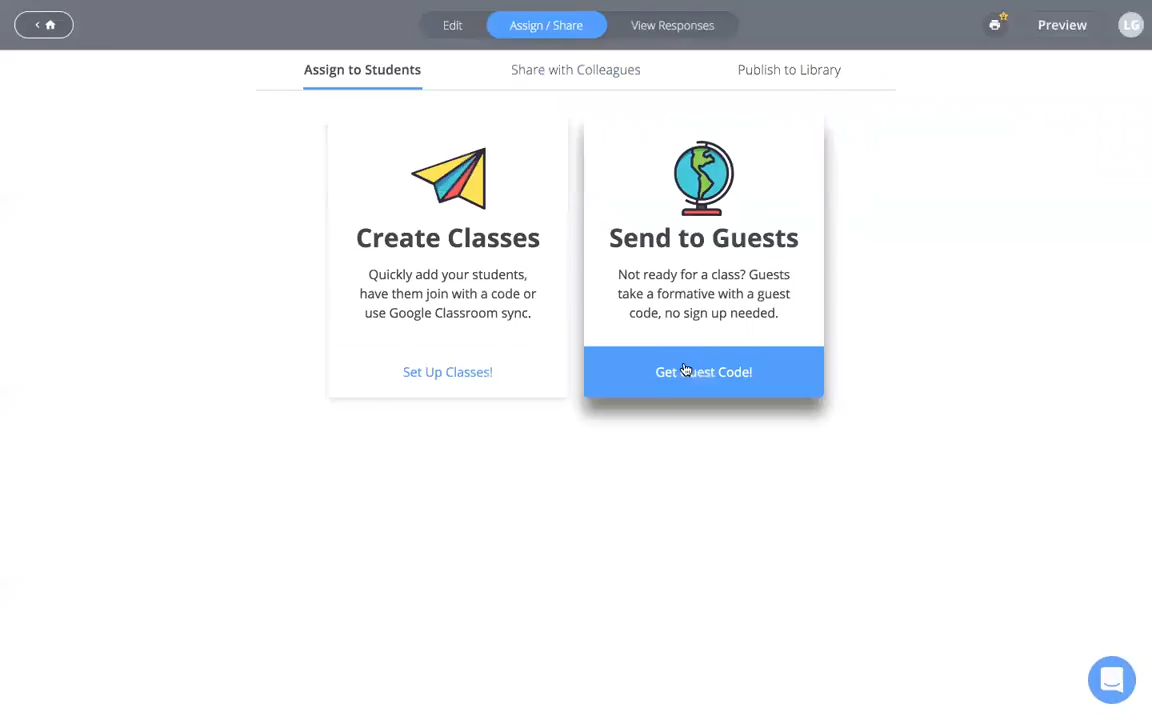 Edit
Assign / Share
View Responses
Preview
LG
Assign to Students
Share with Colleagues
Publish to Library
Create Classes
Quickly add your students,
have them join with a code or
use Google Classroom sync.
Set Up Classes!
Send to Guests
Not ready for a class? Guests
take a formative with a guest
code, no sign up needed.
Get Guest Code!